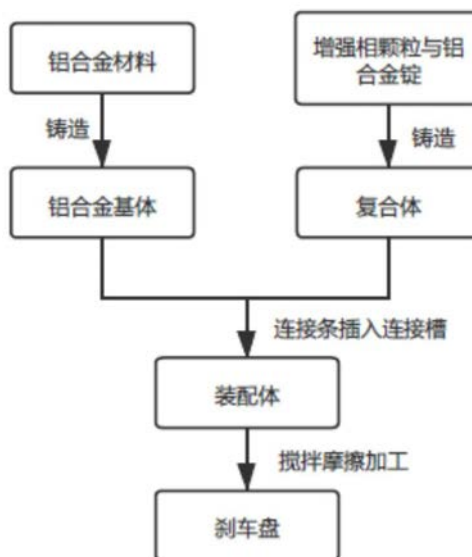 铝合金材料
增强相颗粒与铝
合金锭
铸造
铸造
铝合金基体
复合体
连接条插入连接槽
装配体
搅拌摩擦加工
刹车盘